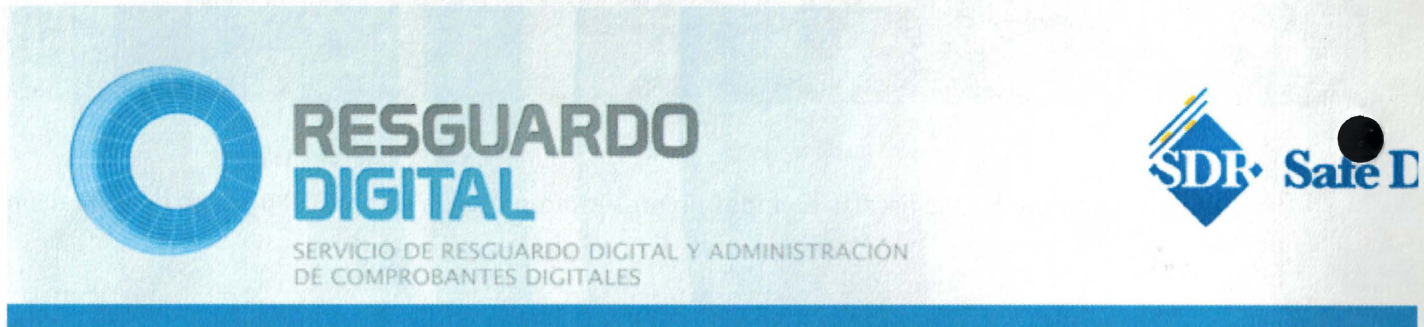 RESGUARDO
DIGITAL
SERVICIO DE RESGUARDO DIGITAL Y ADMINISTRACIÓN
DE COMPROBANTES DIGITALES
SDR Safe D